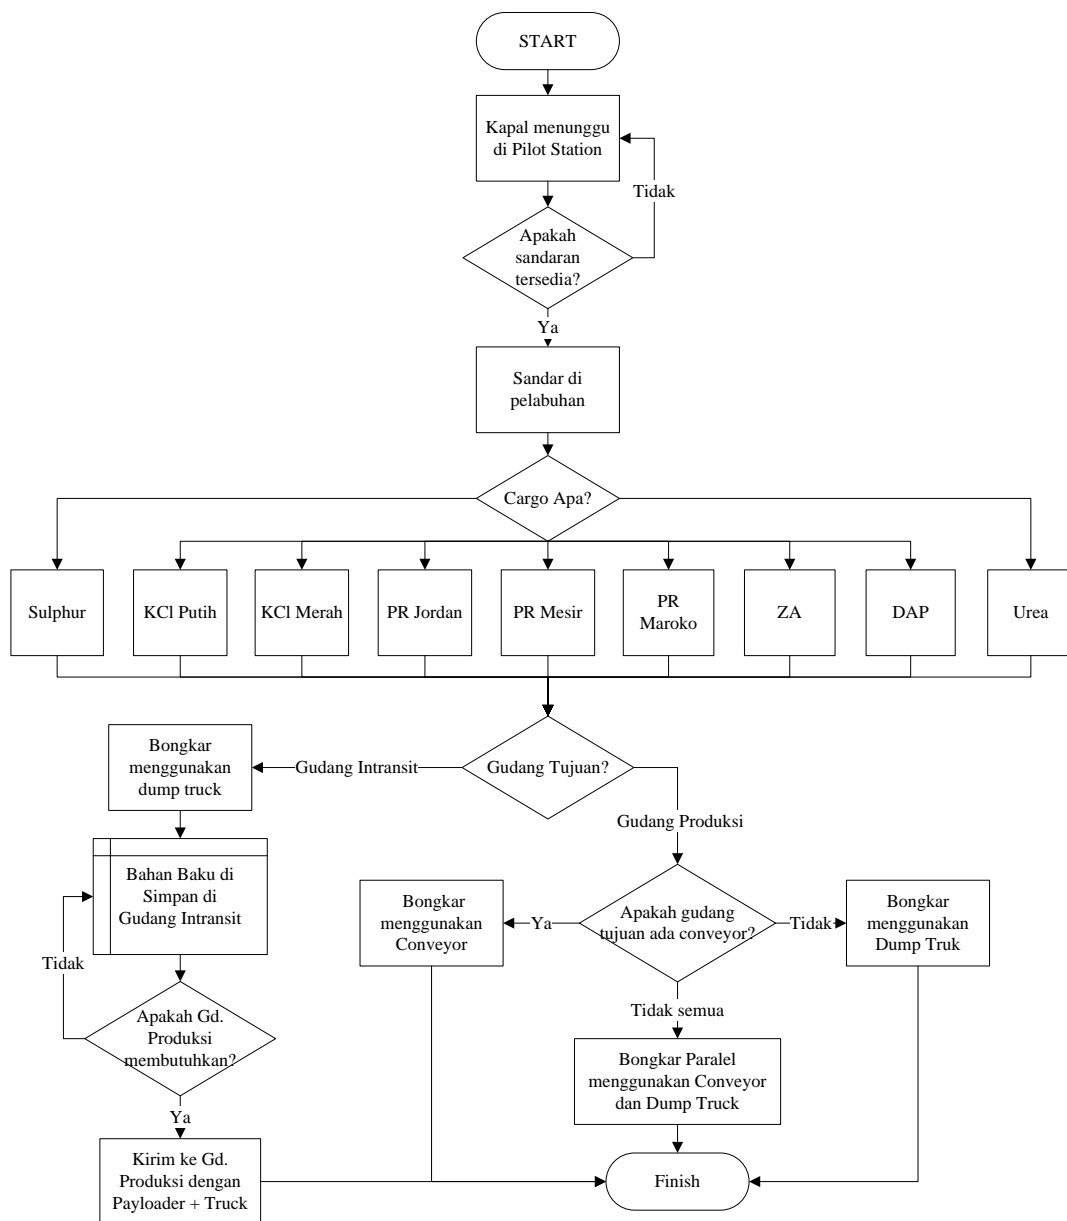 START
Kapal menunggu
di Pilot Station
Tidak
Apakah
sandaran
tersedia?
Ya
Sandar di
pelabuhan
Cargo Apa?
Sulphur
KCl Putih
KCl Merah
PR Jordan
PR Mesir
PR
Maroko
ZA
DAP
Urea
Bongkar
menggunakan
dump truck
Gudang Intransit
Gudang Tujuan?
Gudang Produksi
Bahan Baku di
Simpan di
Gudang Intransit
Tidak
Bongkar
menggunakan
Conveyor
Ya
Apakah gudang
tujuan ada conveyor?
Tidak
Bongkar
menggunakan
Dump Truk
Tidak semua
Apakah Gd.
Produksi
membutuhkan?
Bongkar Paralel
menggunakan Conveyor
dan Dump Truck
Ya
Kirim ke Gd.
Produksi dengan
Payloader + Truck
Finish